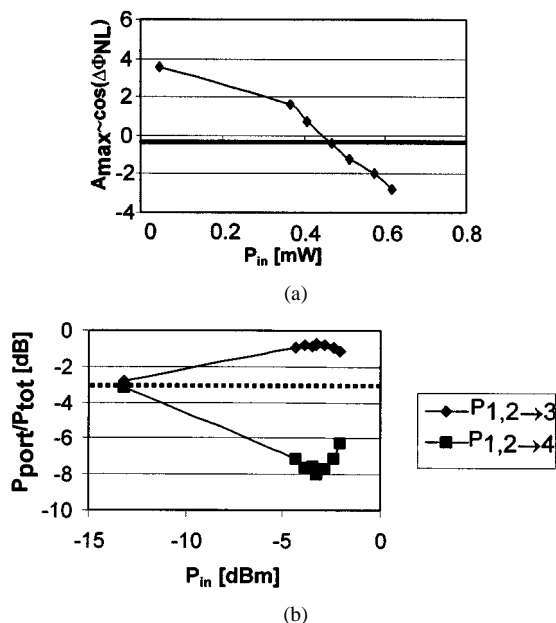 Amax~cos(ΔΦNL)
6
4
2
0
-2
-4
0 0.2 0.4 0.6 0.8
Pin [mW]
(a)
Pport/Ptot [dB]
0
-2
-4
-6
-8
-10
-15 -10 -5 0
Pin [dBm]
P1,2→3
P1,2→4
(b)